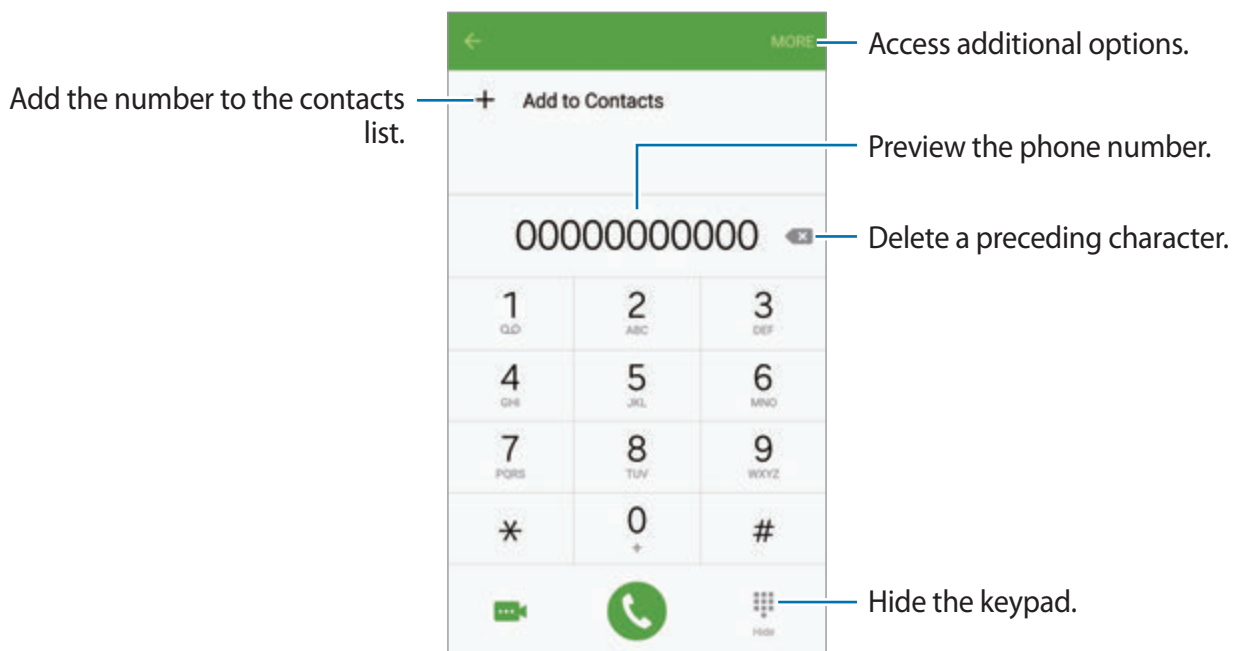 MORE
Access additional options.
Add the number to the contacts
list.
+ Add to Contacts
Preview the phone number.
00000000000
Delete a preceding character.
1 2 3
ABC DEF
4 5 6
GHI JKL MNO
7 8 9
PQRS TUV WXYZ
* 0 #
+
Hide the keypad.
Hide